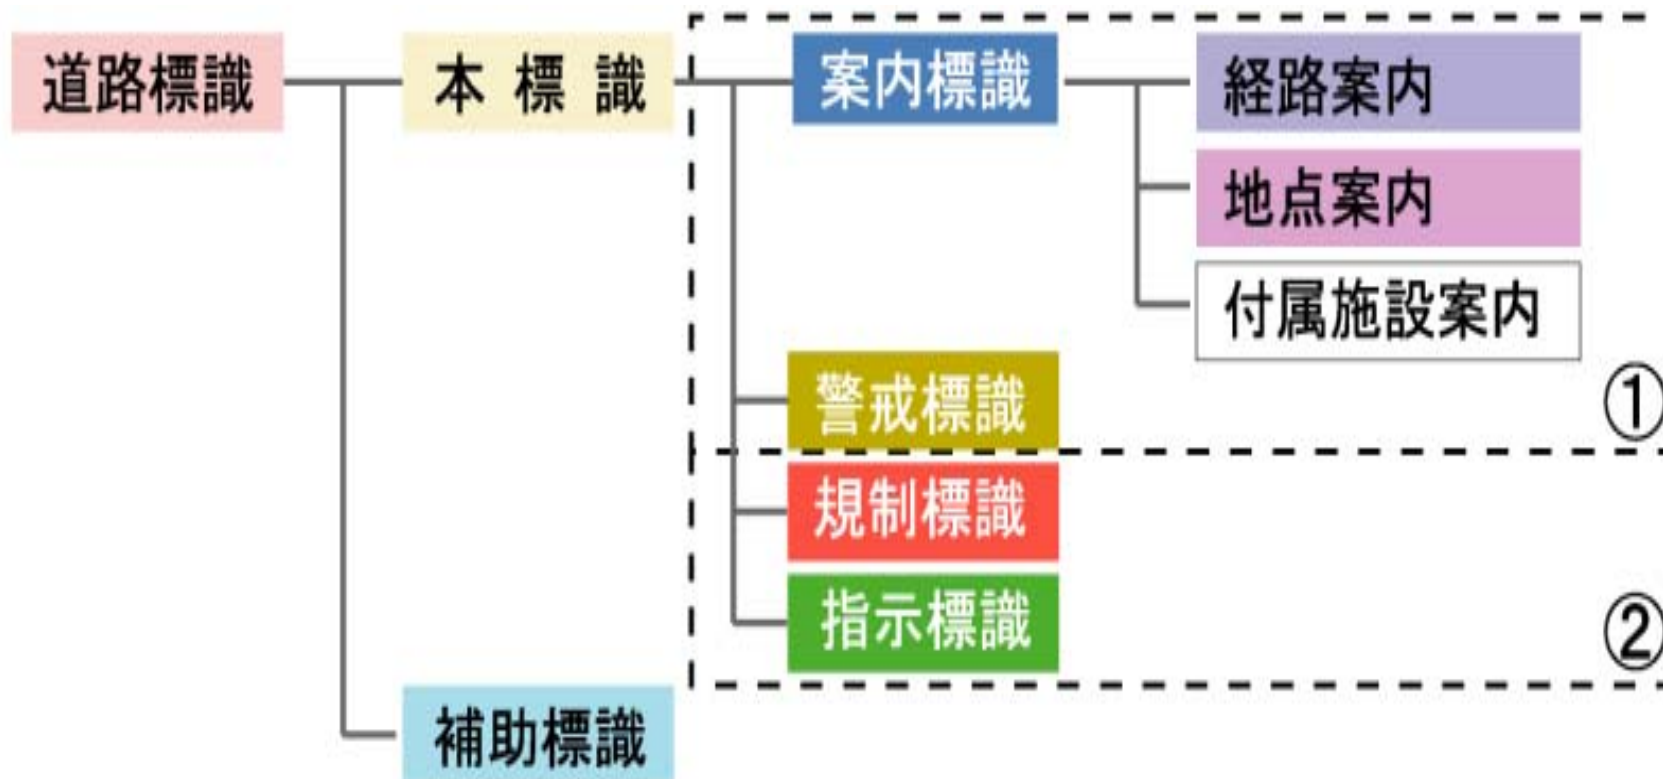 道路標識
本標識
案内標識
経路案内
地点案内
付属施設案内
警戒標識
①
規制標識
指示標識
②
補助標識